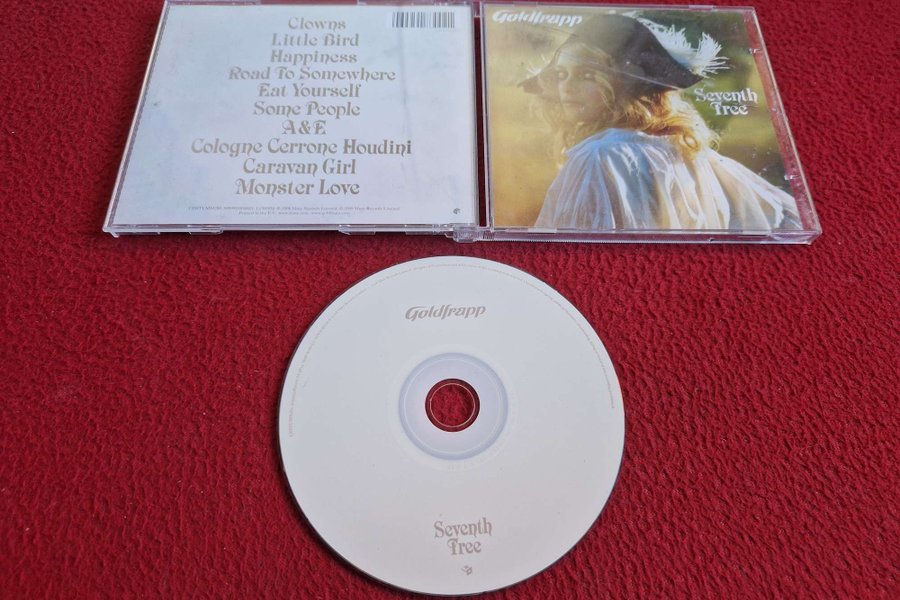 Clowns
Little Bird
Happiness
Road To Somewhere
Eat Yourself
Some People
A&E
Cologne Cerrone Houdini
Caravan Girl
Monster Love
Goldfrapp
Seventh
Tree
Goldfrapp
Seventh
Tree